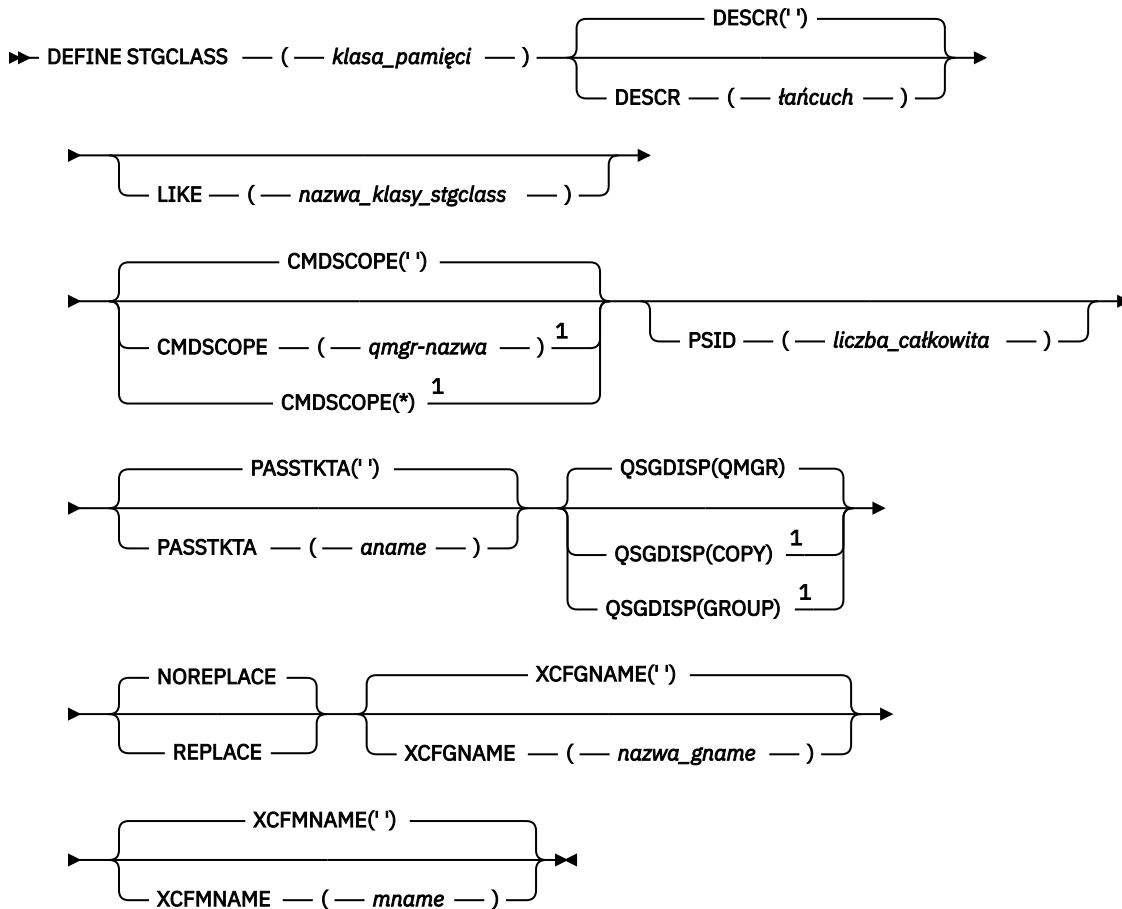 DESCR(' ')
DEFINE STGCLASS ( klasa_pamięci )
DESCR ( łańcuch )
LIKE ( nazwa_klasy_stgclass )
CMDSCOPE(' ')
CMDSCOPE ( qmgr-nazwa ) 1
CMDSCOPE(*) 1
PSID ( liczba_całkowita )
PASSTKTA(' ')
PASSTKTA ( aname )
QSGDISP(QMGR)
QSGDISP(COPY) 1
QSGDISP(GROUP) 1
NOREPLACE
REPLACE
XCFGNAME(' ')
XCFGNAME ( nazwa_gname )
XCFMNAME(' ')
XCFMNAME ( mname )